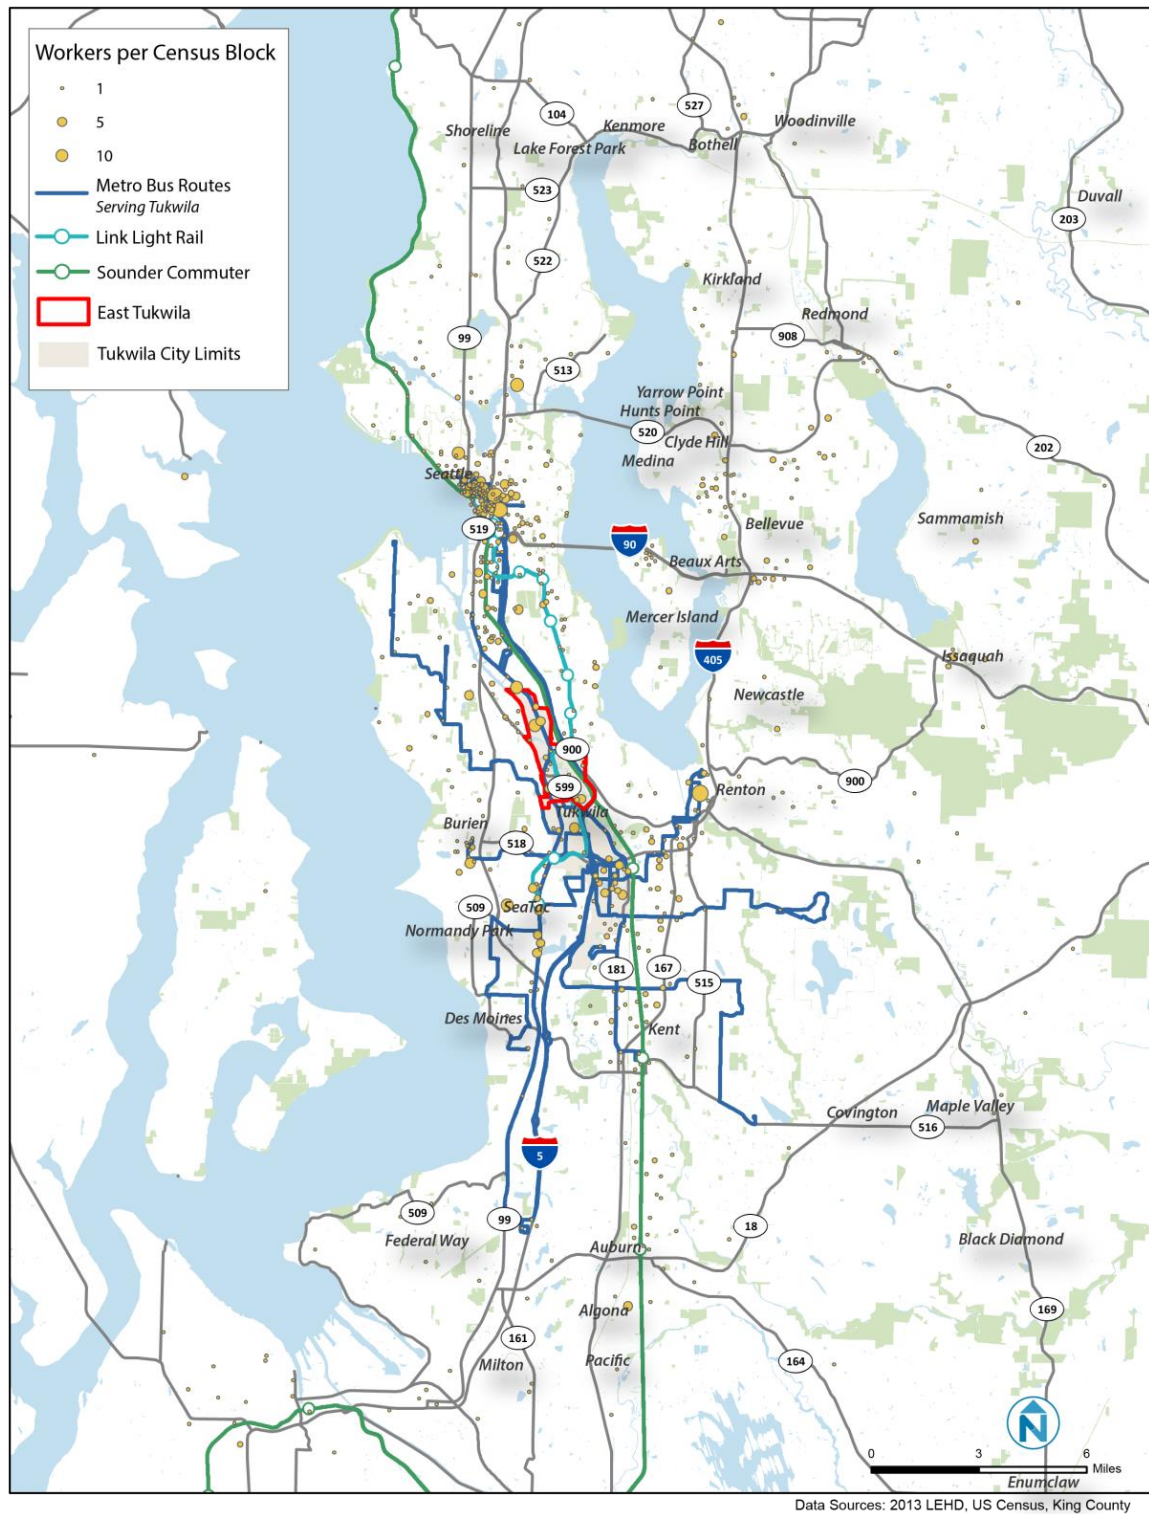 Workers per Census Block
1
5
10
Metro Bus Routes
Serving Tukwila
Link Light Rail
Sounder Commuter
East Tukwila
Tukwila City Limits
104
527
Woodinville
Kenmore
Shoreline
Lake Forest Park
Bothell
523
Duvall
203
522
Kirkland
Redmond
99
908
513
Yarrow Point
Hunts Point
520
Clyde Hill
202
Medina
Seattle
519
Bellevue
Sammamish
90
Beaux Arts
Mercer Island
405
Issaquah
Newcastle
900
599
900
Renton
Tukwila
Burien
518
509
SeaTac
Normandy Park
181
167
515
Des Moines
Kent
Covington
Maple Valley
516
5
509
99
18
Federal Way
Auburn
Black Diamond
Algona
169
161
Milton
Pacific
164
N
0
3
6
Miles
Enumclaw
Data Sources: 2013 LEHD, US Census, King County